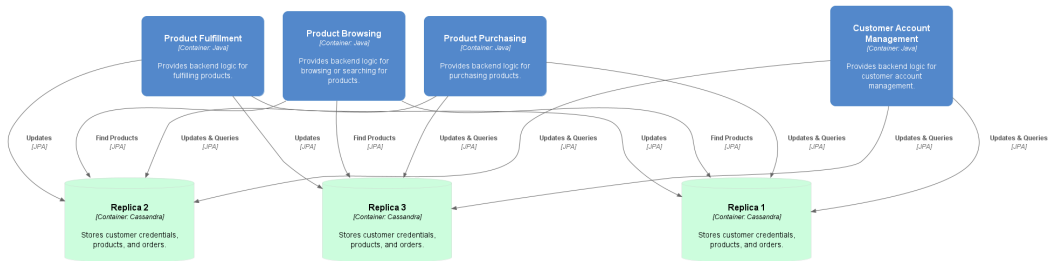 Product Fulfillment
[Container: Java]
Provides backend logic for
fulfilling products.
Product Browsing
[Container: Java]
Provides backend logic for
browsing or searching for
products.
Product Purchasing
[Container: Java]
Provides backend logic for
purchasing products.
Customer Account
Management
[Container: Java]
Provides backend logic for
customer account
management.
Updates
[JPA]
Find Products
[JPA]
Updates & Queries
[JPA]
Updates
[JPA]
Find Products
[JPA]
Updates & Queries
[JPA]
Updates & Queries
[JPA]
Updates
[JPA]
Find Products
[JPA]
Updates & Queries
[JPA]
Updates & Queries
[JPA]
Updates & Queries
[JPA]
Replica 2
[Container: Cassandra]
Stores customer credentials,
products, and orders.
Replica 3
[Container: Cassandra]
Stores customer credentials,
products, and orders.
Replica 1
[Container: Cassandra]
Stores customer credentials,
products, and orders.